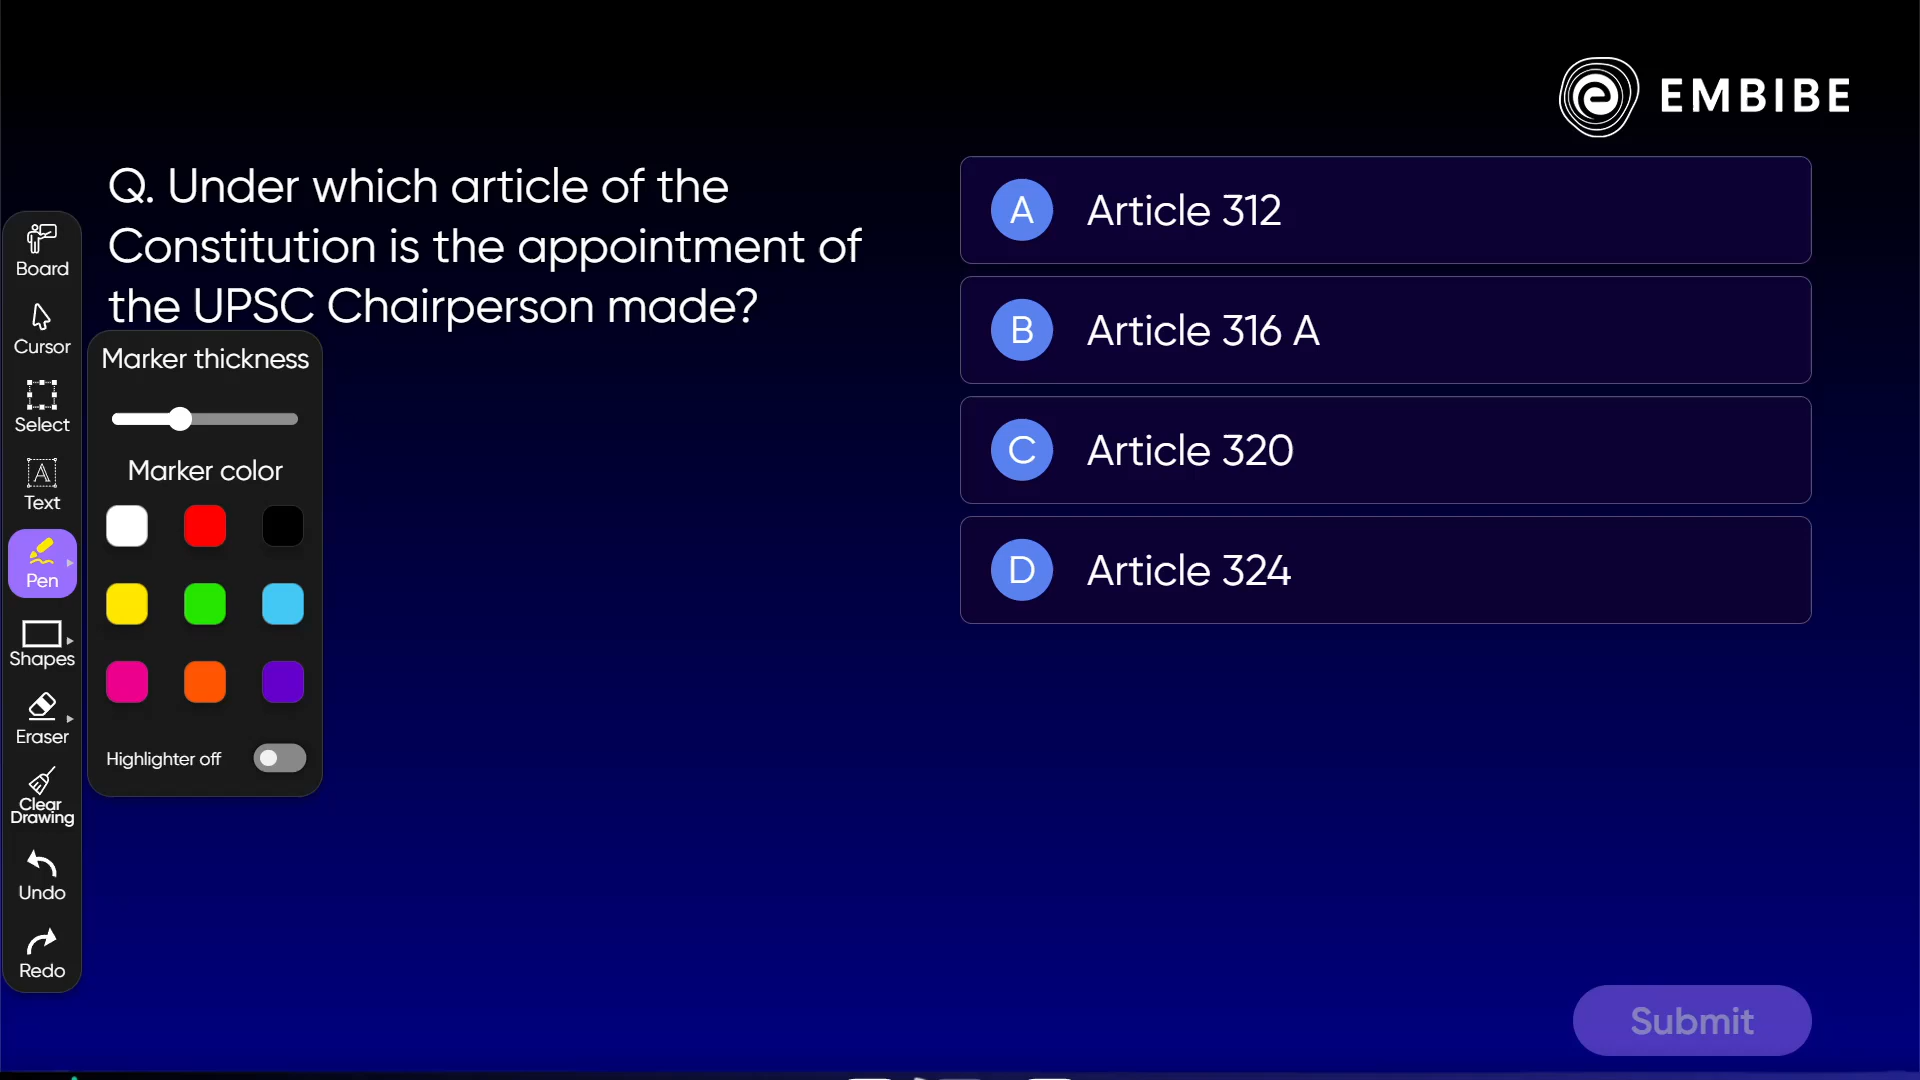 EMBIBE
Q. Under which article of the
Constitution is the appointment of
the UPSC Chairperson made?
A Article 312
B Article 316 A
C Article 320
D Article 324
Board
Cursor
Select
A
Text
Pen
Shapes
Eraser
Clear
Drawing
Undo
Redo
Marker thickness
Marker color
Highlighter off
Submit